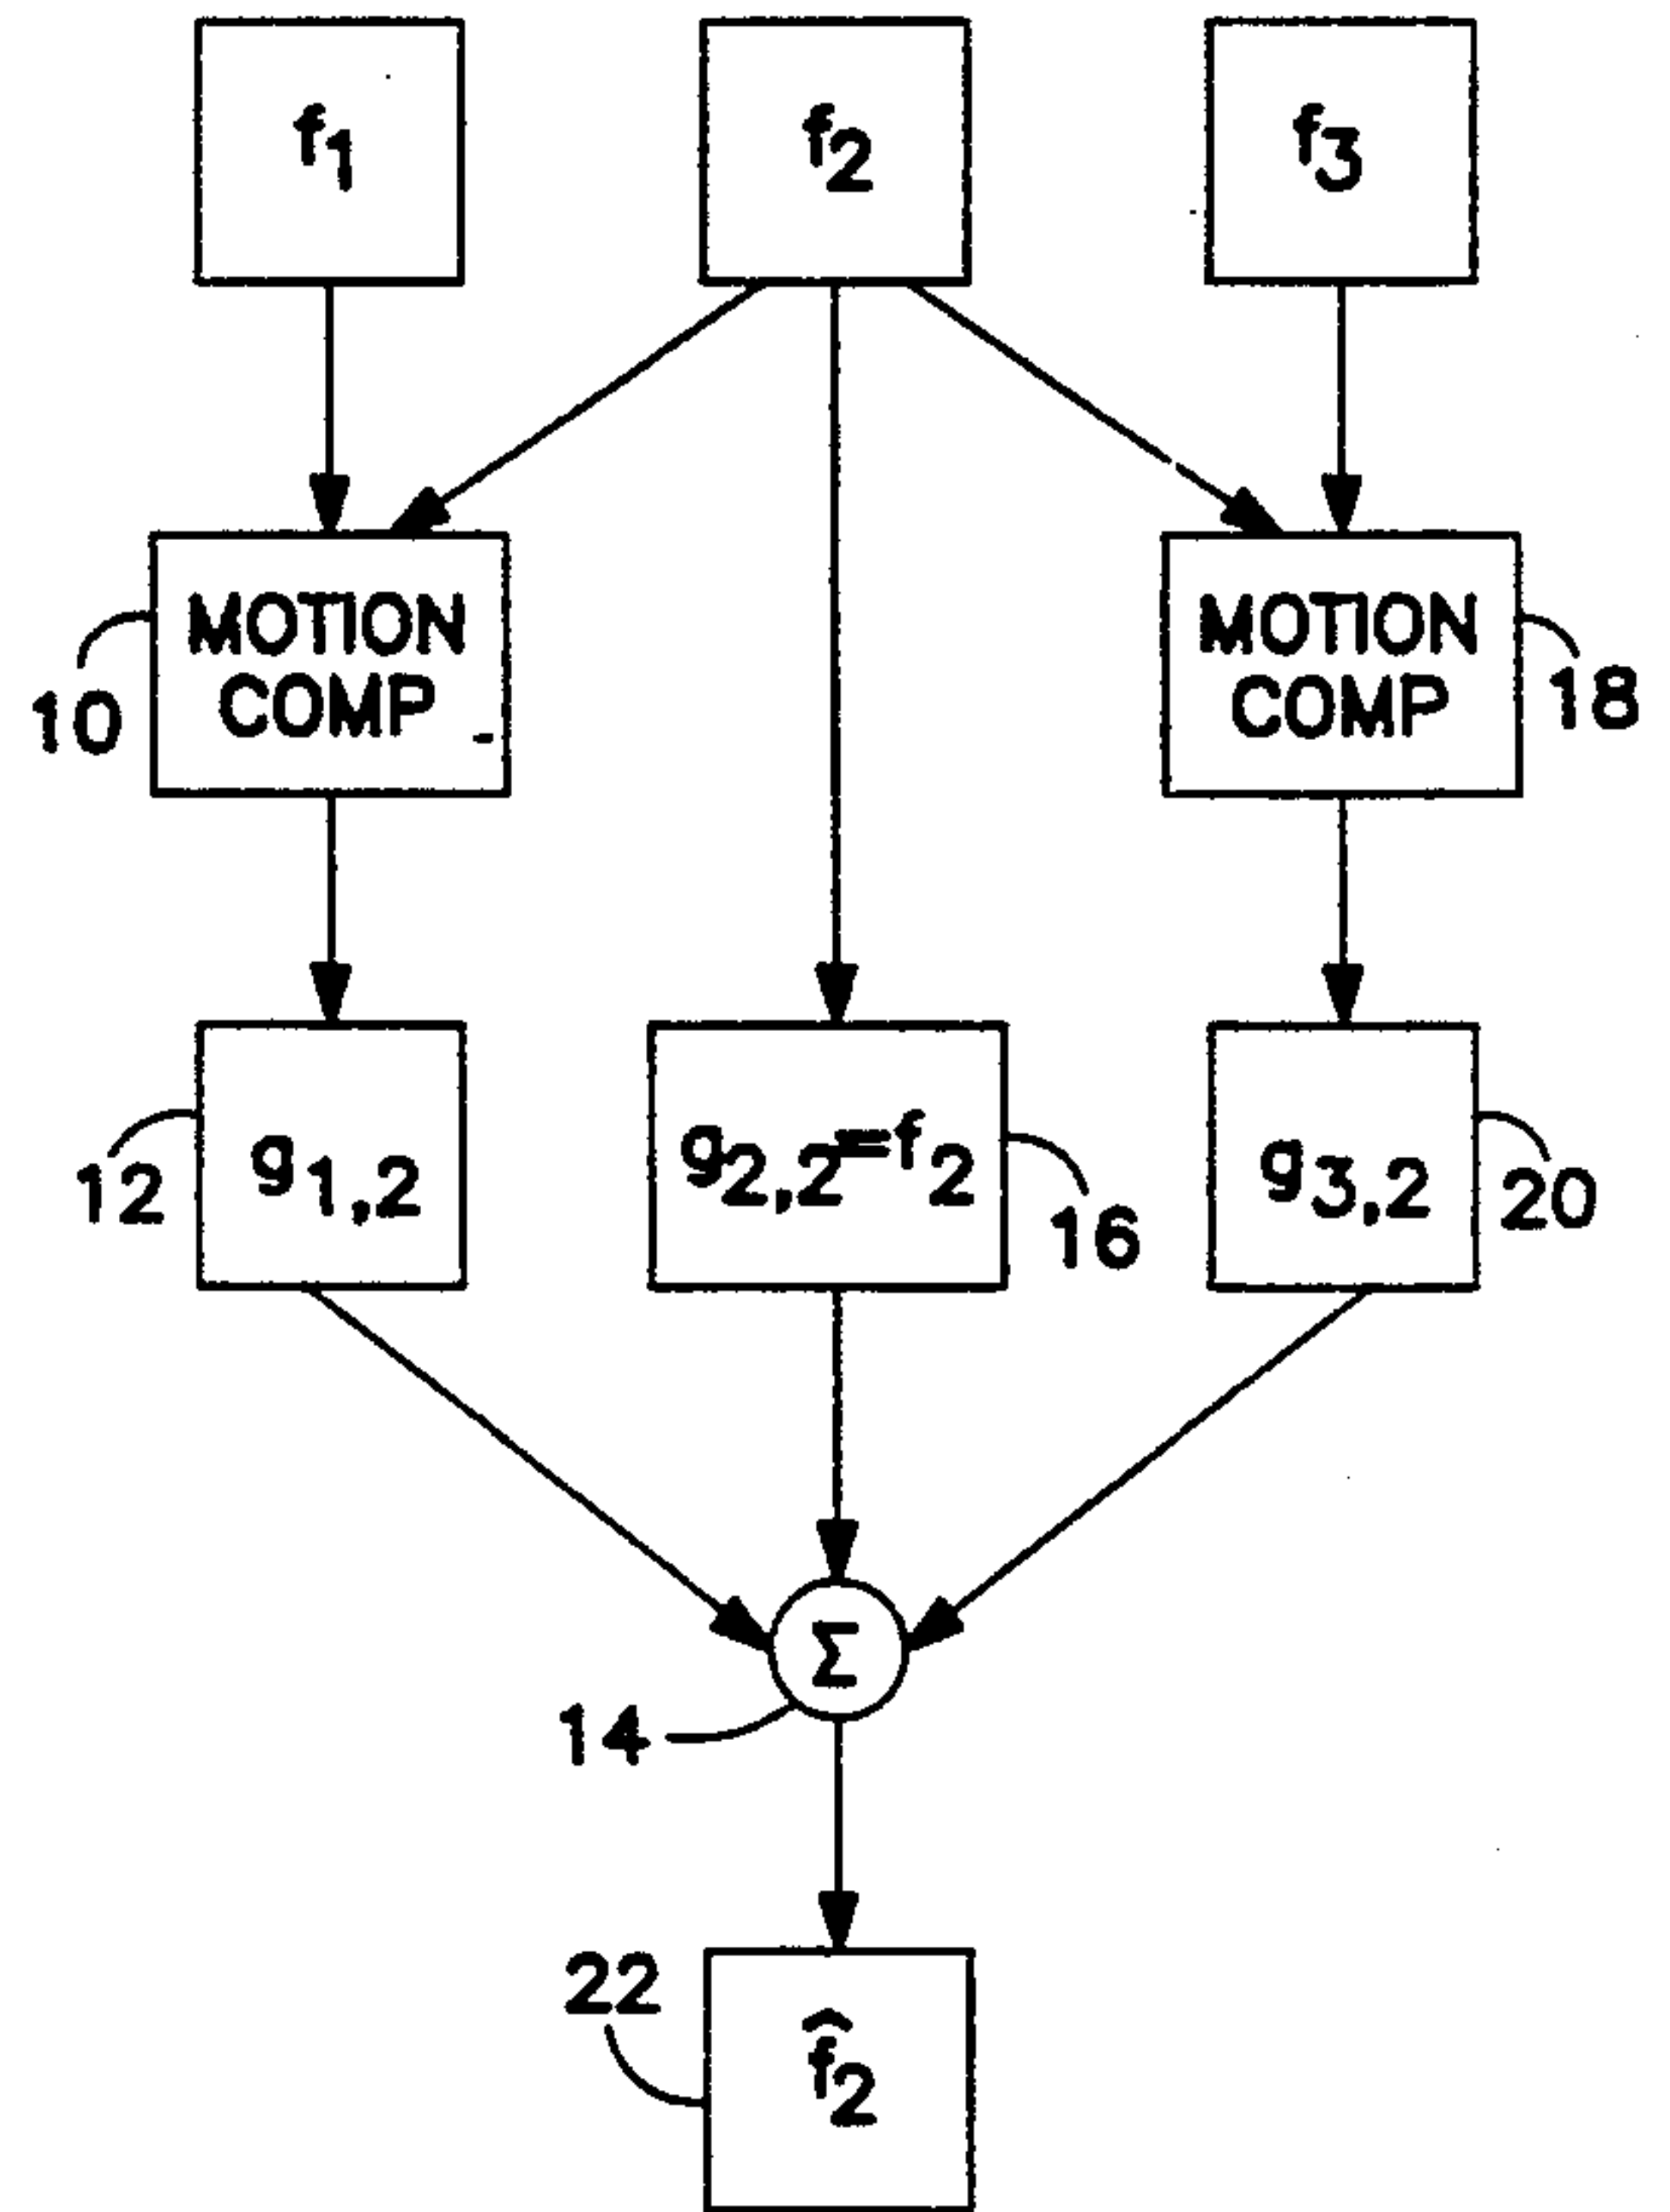 f1
f2
f3
MOTION
COMP
10
MOTION
COMP
18
g1,2
12
g2,2=f2
16
g3,2
20
Σ
14
22
f̂2